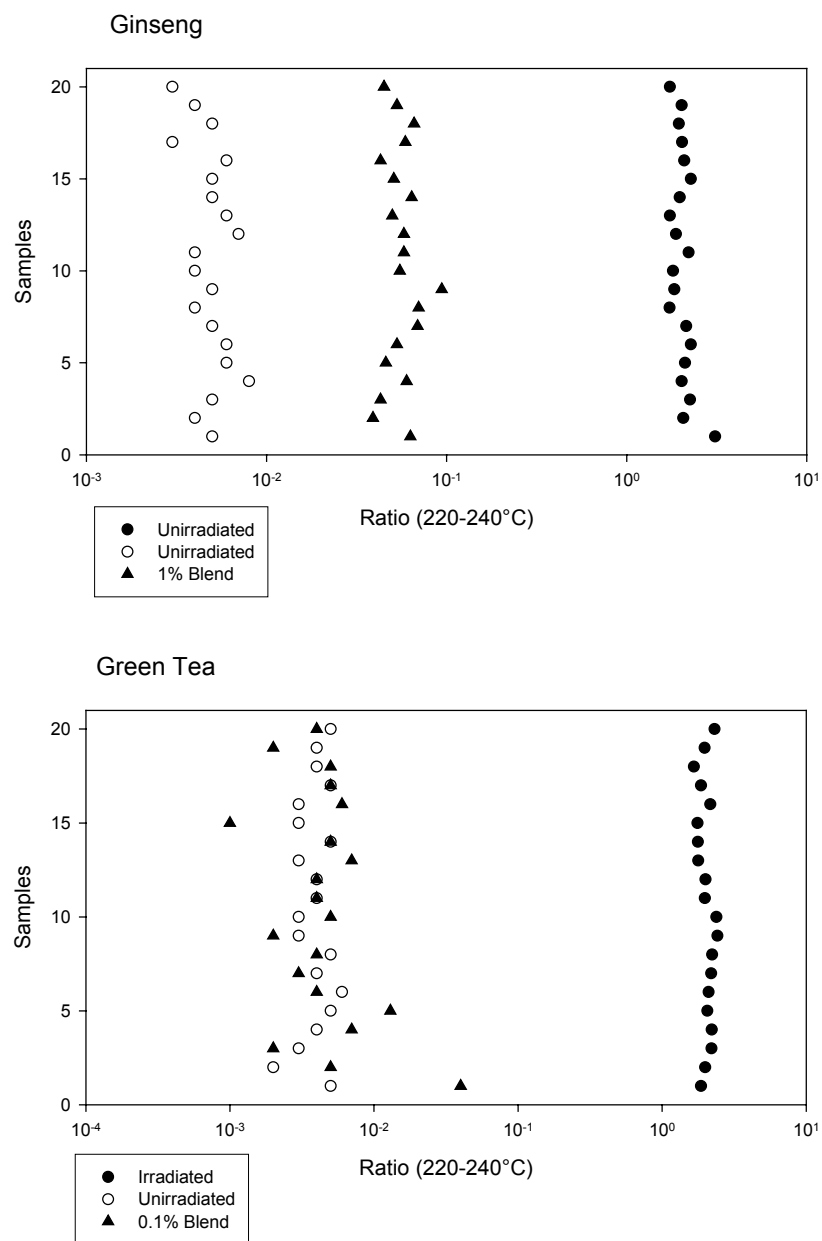 Ginseng
20
15
10
5
0
Samples
10-3 10-2 10-1 100 101
Ratio (220-240°C)
Unirradiated
Unirradiated
1% Blend
Green Tea
20
15
10
5
0
Samples
10-4 10-3 10-2 10-1 100 101
Ratio (220-240°C)
Irradiated
Unirradiated
0.1% Blend